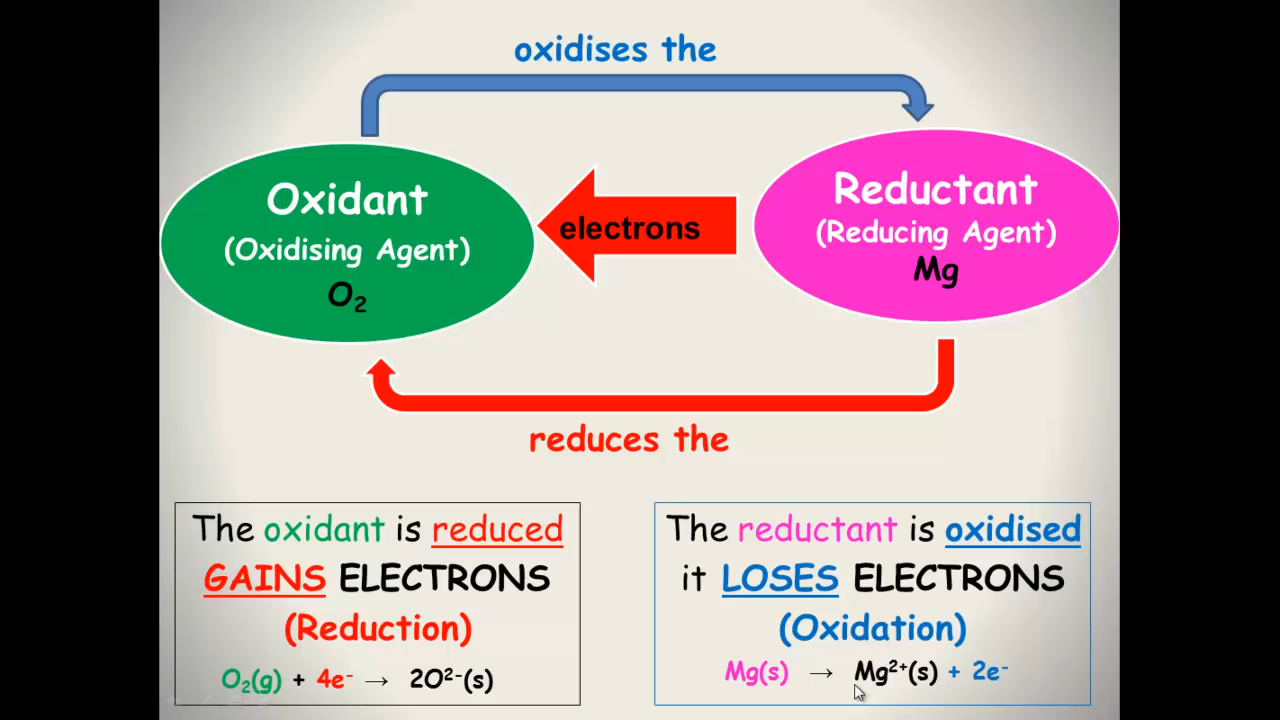 oxidises the
Oxidant
(Oxidising Agent)
O₂
electrons
Reductant
(Reducing Agent)
Mg
reduces the
The oxidant is reduced
GAINS ELECTRONS
(Reduction)
O₂(g) + 4e⁻ → 2O²⁻(s)
The reductant is oxidised
it LOSES ELECTRONS
(Oxidation)
Mg(s) → Mg²⁺(s) + 2e⁻